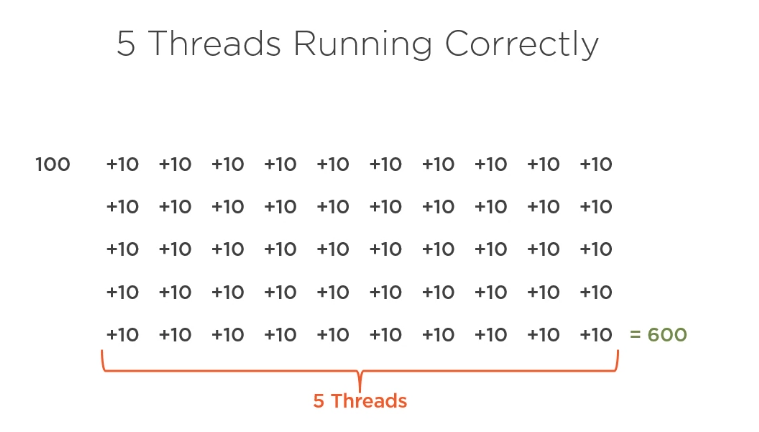 5 Threads Running Correctly
100 +10 +10 +10 +10 +10 +10 +10 +10 +10 +10
+10 +10 +10 +10 +10 +10 +10 +10 +10 +10
+10 +10 +10 +10 +10 +10 +10 +10 +10 +10
+10 +10 +10 +10 +10 +10 +10 +10 +10 +10
+10 +10 +10 +10 +10 +10 +10 +10 +10 +10 = 600
5 Threads